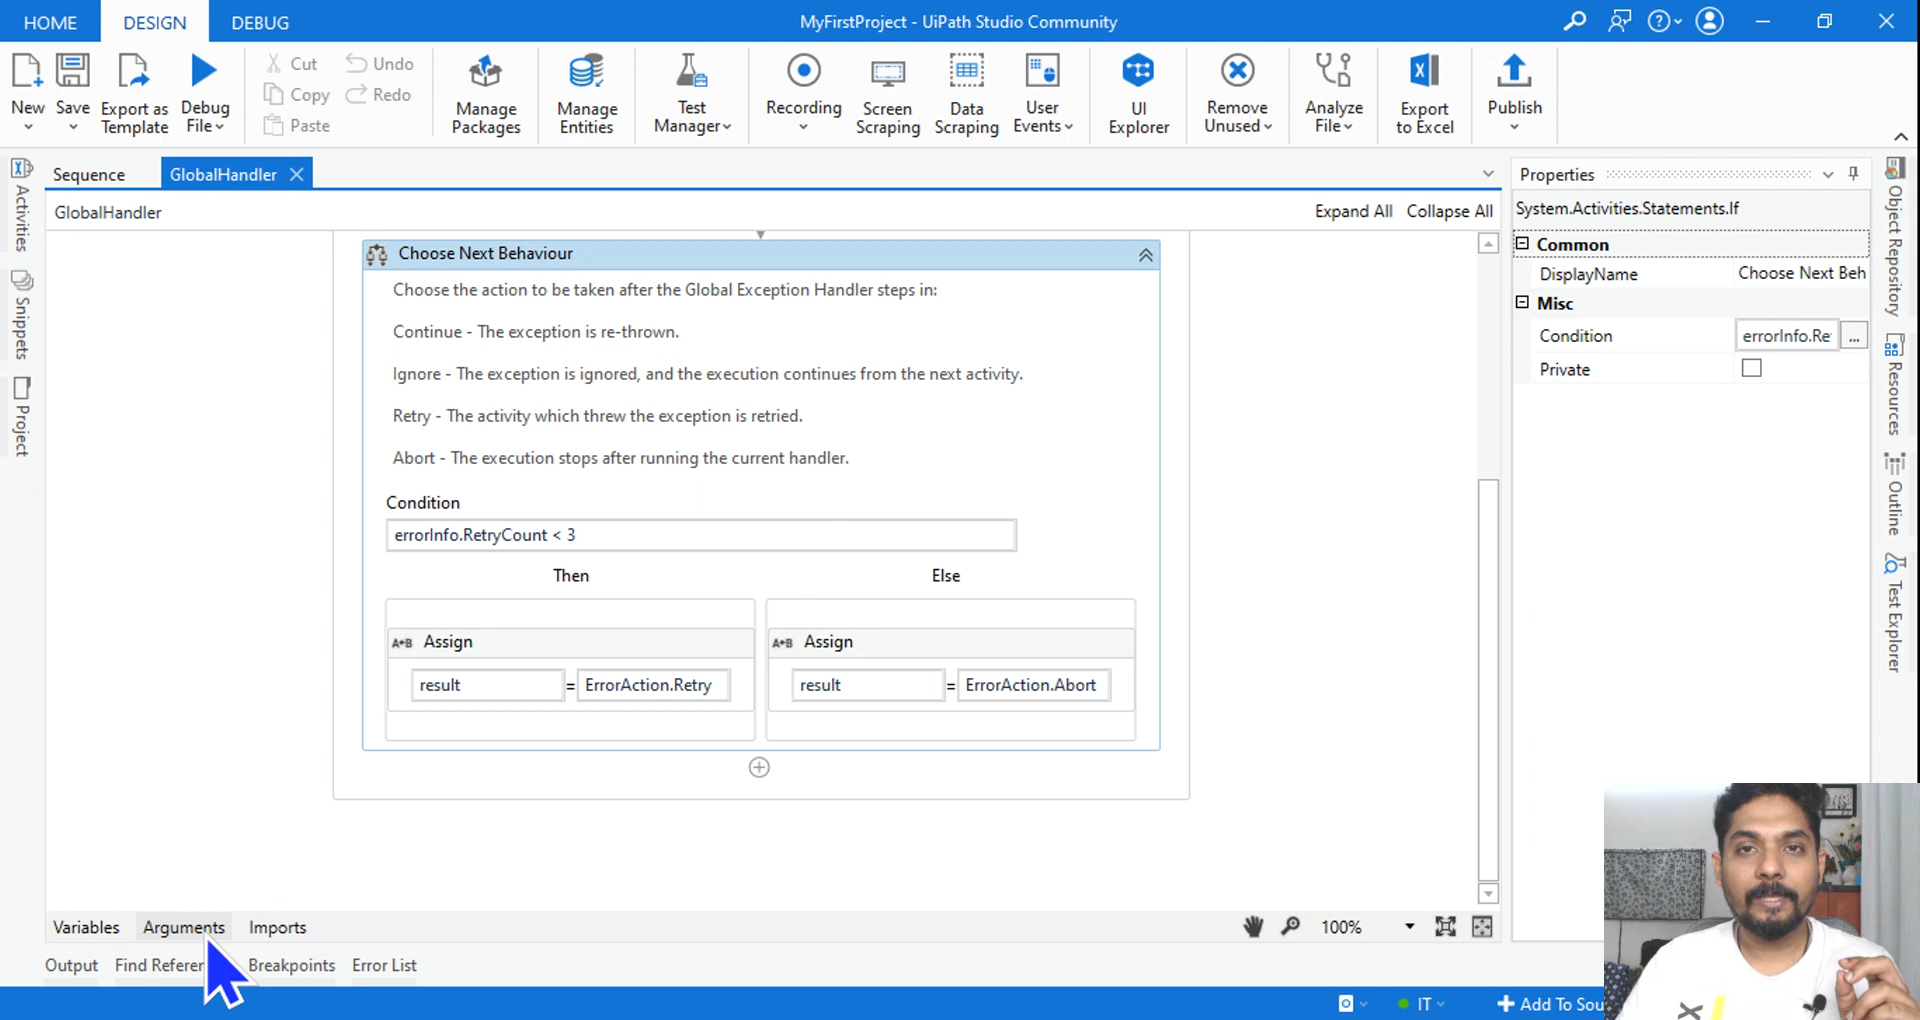 HOME DESIGN DEBUG MyFirstProject - UiPath Studio Community
New Save Export as Template Debug File
Cut Copy Paste Undo Redo
Manage Packages Manage Entities Test Manager
Recording Screen Scraping Data Scraping User Events
UI Explorer Remove Unused Analyze File Export to Excel Publish
Activities
Snippets
Project
Sequence GlobalHandler
GlobalHandler Expand All Collapse All
Choose Next Behaviour
Choose the action to be taken after the Global Exception Handler steps in:
Continue - The exception is re-thrown.
Ignore - The exception is ignored, and the execution continues from the next activity.
Retry - The activity which threw the exception is retried.
Abort - The execution stops after running the current handler.
Condition
errorInfo.RetryCount < 3
Then Else
A+B Assign A+B Assign
result = ErrorAction.Retry result = ErrorAction.Abort
Properties
System.Activities.Statements.If
Common
DisplayName Choose Next Beh
Misc
Condition errorInfo.Re ...
Private
Object Repository
Resources
Outline
Test Explorer
Variables Arguments Imports 100%
Output Find Refere Breakpoints Error List
IT + Add To Sou